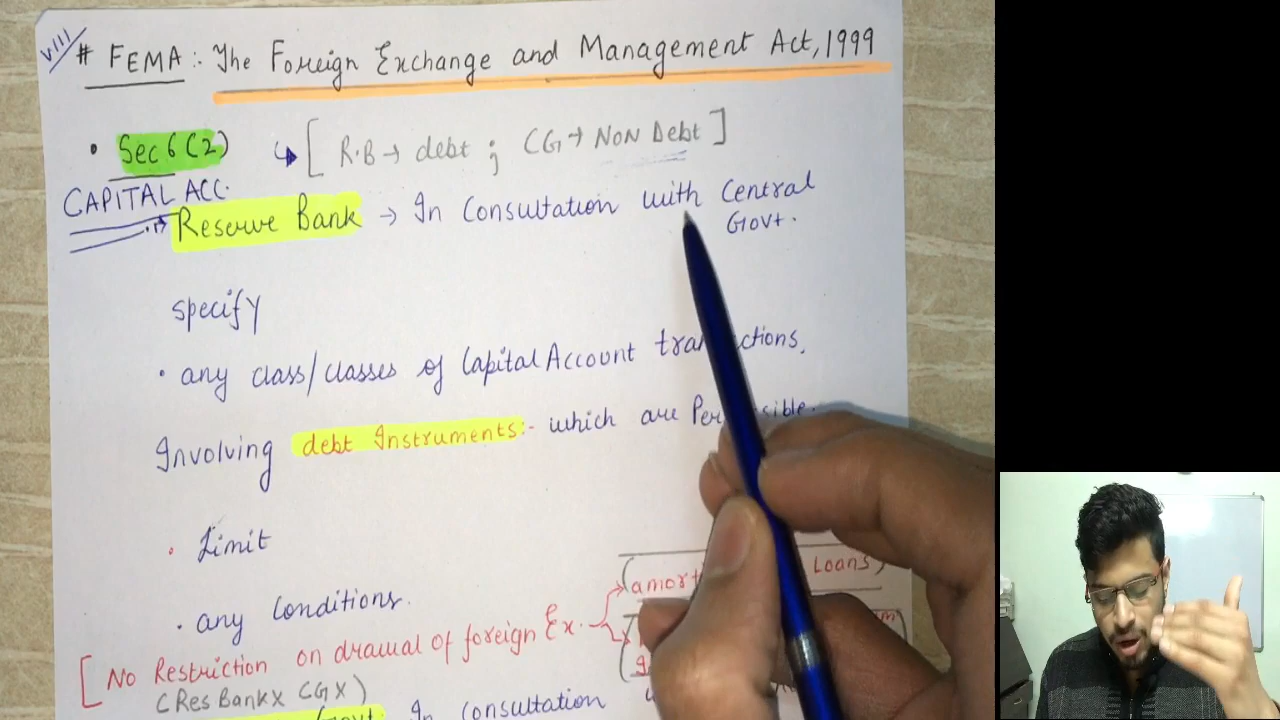 VIII
# FEMA :- The Foreign Exchange and Management Act, 1999
• Sec 6 (2) ↳ [ R.B → debt ; CG → NON Debt ]
CAPITAL ACC.
Reserve Bank → In Consultation with Central
Govt.
specify
• any class/classes of Capital Account
Involving debt Instruments:- which are
• Limit
(amort Loans)
• any Conditions.
[ No Restriction on drawal of foreign Ex.
(Res Bank X CG X)
Govt. In Consultation